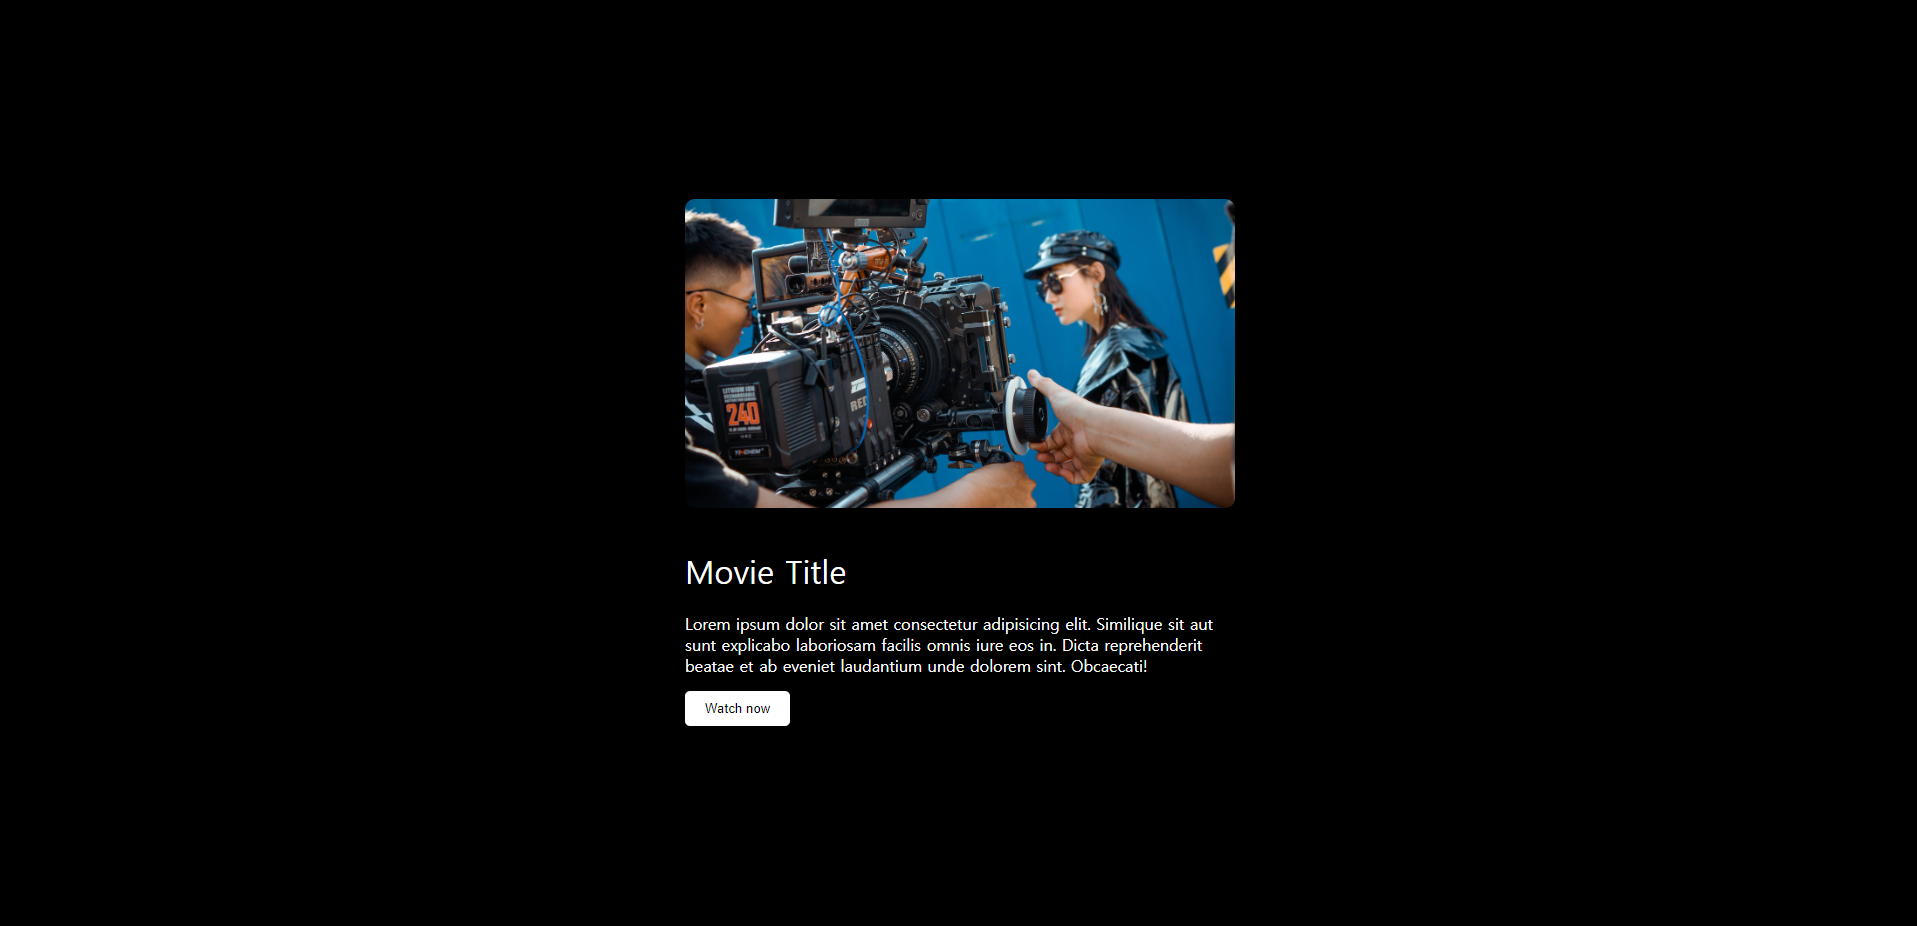 240
RED
Movie Title
Lorem ipsum dolor sit amet consectetur adipisicing elit. Similique sit aut
sunt explicabo laboriosam facilis omnis iure eos in. Dicta reprehenderit
beatae et ab eveniet laudantium unde dolorem sint. Obcaecati!
Watch now